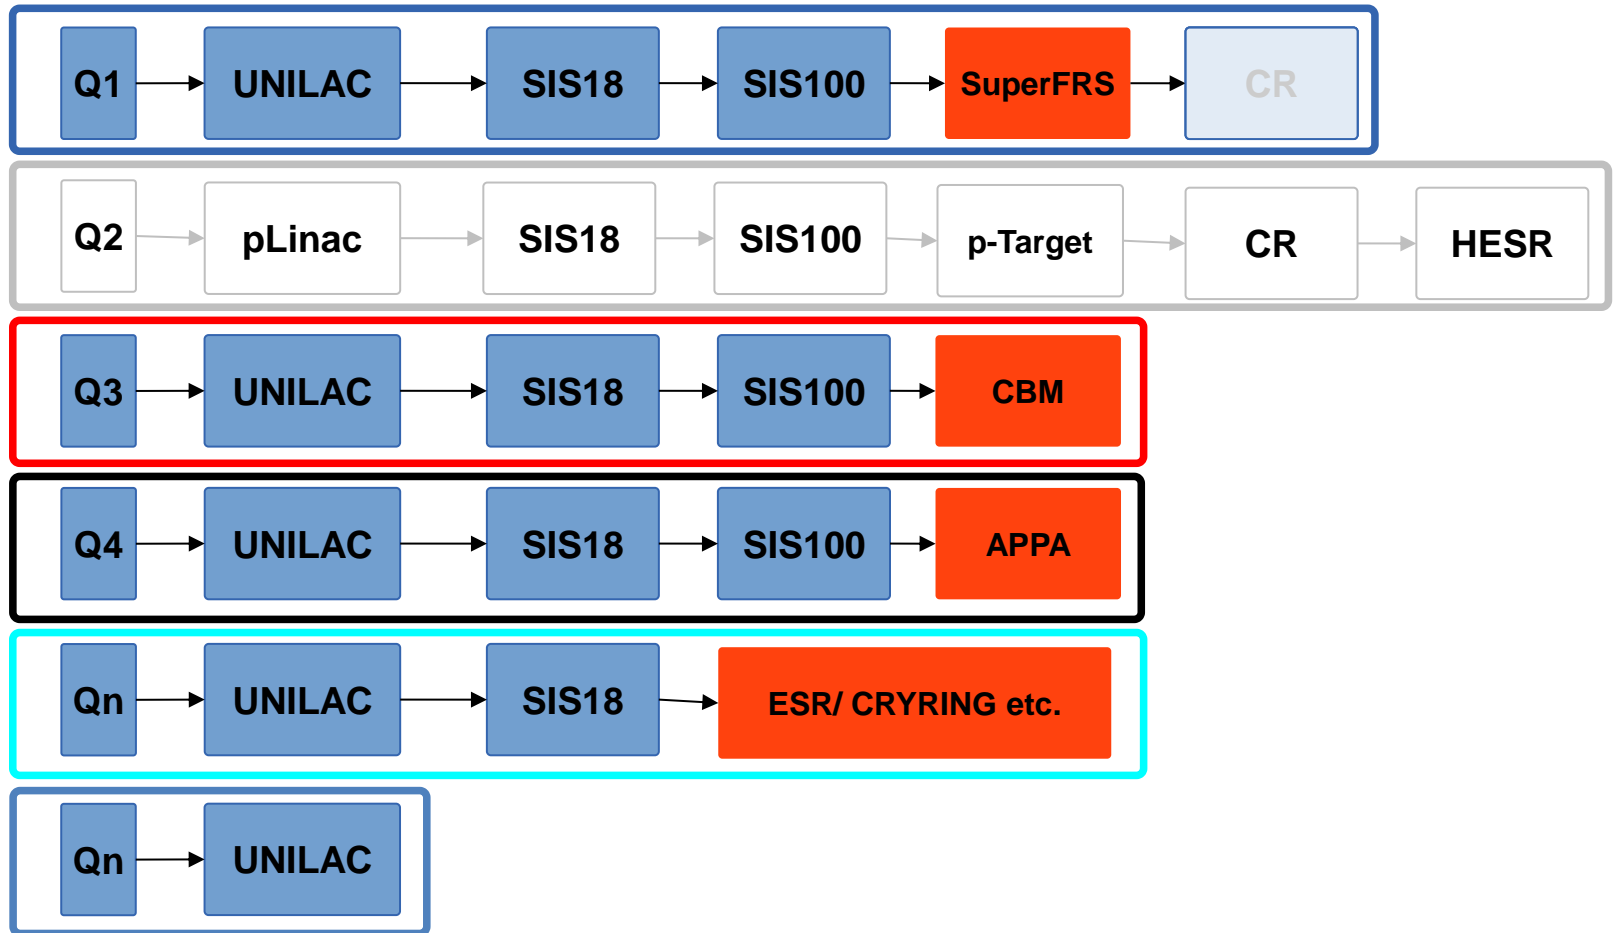 Q1 UNILAC SIS18 SIS100 SuperFRS CR
Q2 pLinac SIS18 SIS100 p-Target CR HESR
Q3 UNILAC SIS18 SIS100 CBM
Q4 UNILAC SIS18 SIS100 APPA
Qn UNILAC SIS18 ESR/ CRYRING etc.
Qn UNILAC